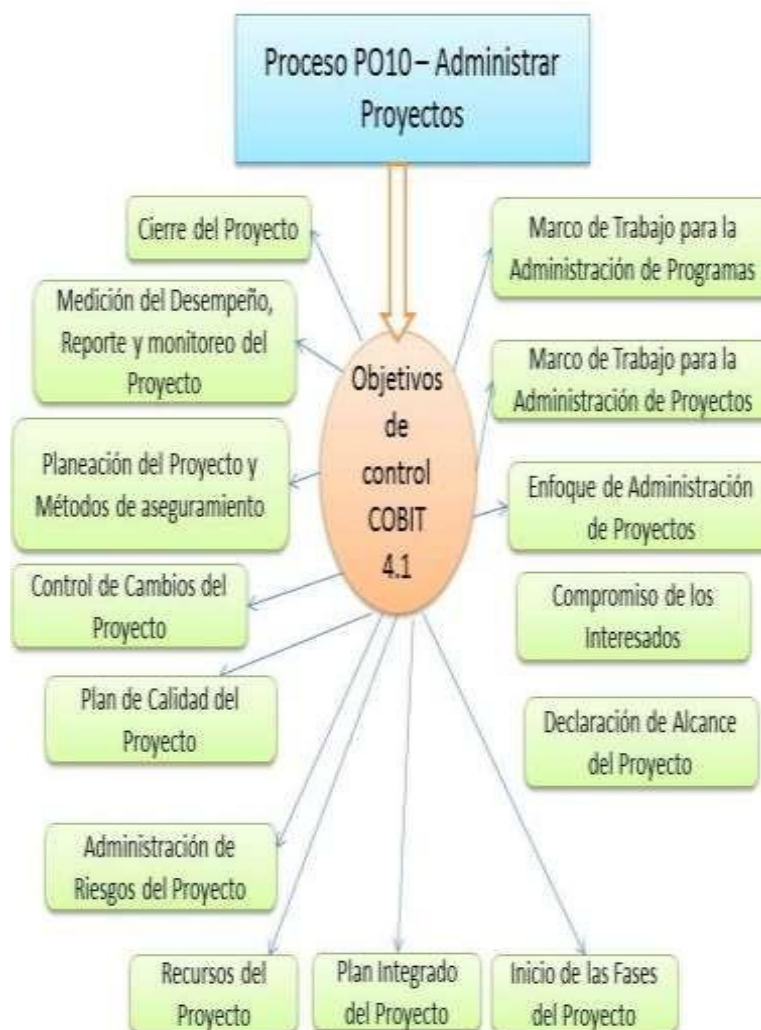 Proceso PO10 – Administrar
Proyectos
Cierre del Proyecto
Marco de Trabajo para la
Administración de Programas
Medición del Desempeño,
Reporte y monitoreo del
Proyecto
Objetivos
de
control
COBIT
4.1
Marco de Trabajo para la
Administración de Proyectos
Planeación del Proyecto y
Métodos de aseguramiento
Enfoque de Administración
de Proyectos
Control de Cambios del
Proyecto
Compromiso de los
Interesados
Plan de Calidad del
Proyecto
Declaración de Alcance
del Proyecto
Administración de
Riesgos del Proyecto
Recursos del
Proyecto
Plan Integrado
del Proyecto
Inicio de las Fases
del Proyecto